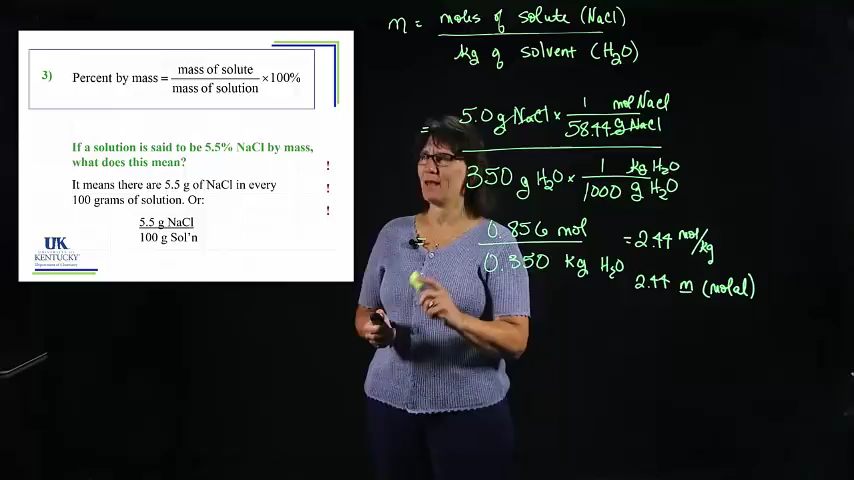 3) Percent by mass = mass of solute / mass of solution ×100%
If a solution is said to be 5.5% NaCl by mass,
what does this mean?
!
It means there are 5.5 g of NaCl in every
!
100 grams of solution. Or:
!
5.5 g NaCl
100 g Sol'n
UK
KENTUCKY
Department of Chemistry
m = moles of solute (NaCl)
kg of solvent (H2O)
= 5.0 g NaCl × 1 mol NaCl / 58.44 g NaCl
350 g H2O × 1 kg H2O / 1000 g H2O
= 0.856 mol
0.350 kg H2O
= 2.44 mol/kg
2.44 m (molal)